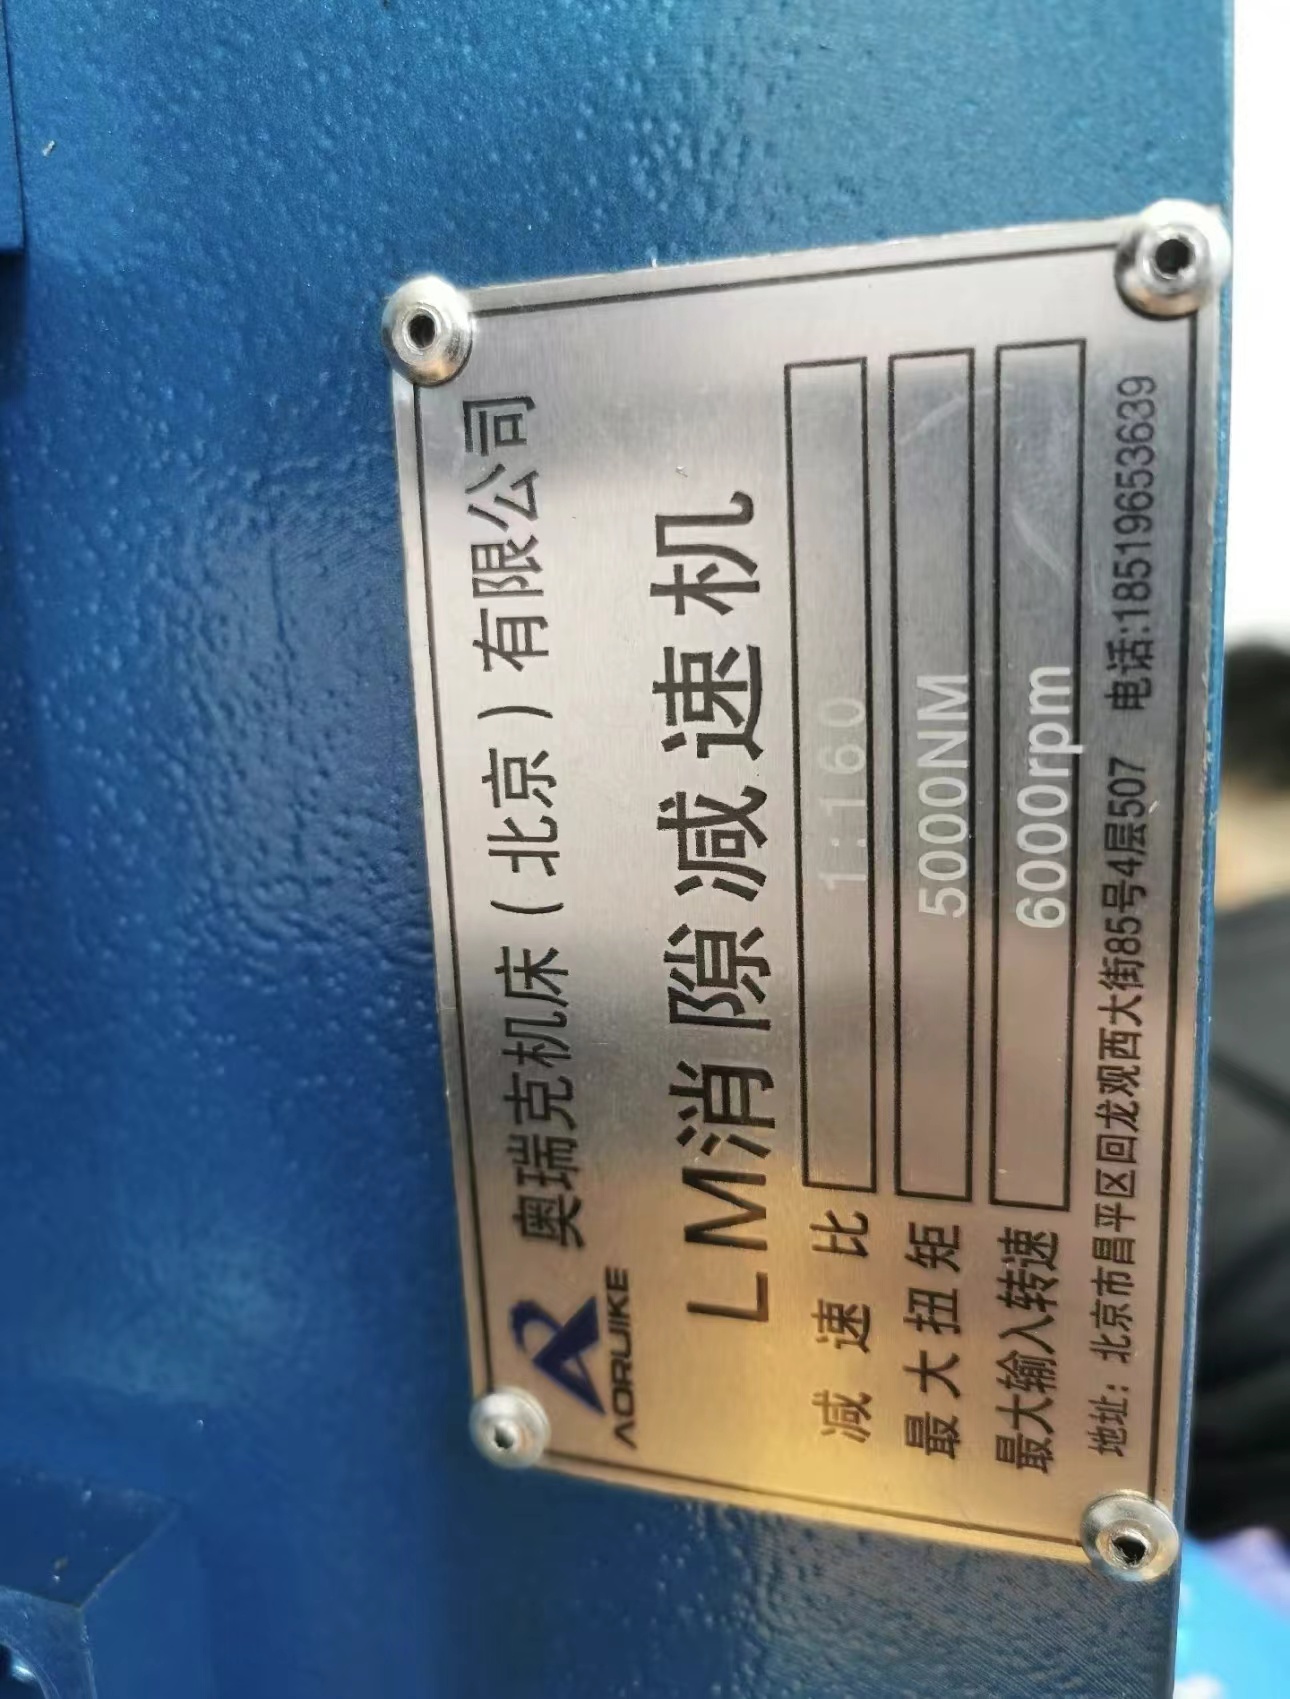 奥瑞克机床(北京)有限公司
AORUIKE
LM消隙减速机
减速比 1:160
最大扭矩 5000NM
最大输入转速 6000rpm
地址: 北京市昌平区回龙观西大街85号4层507 电话:18519653639